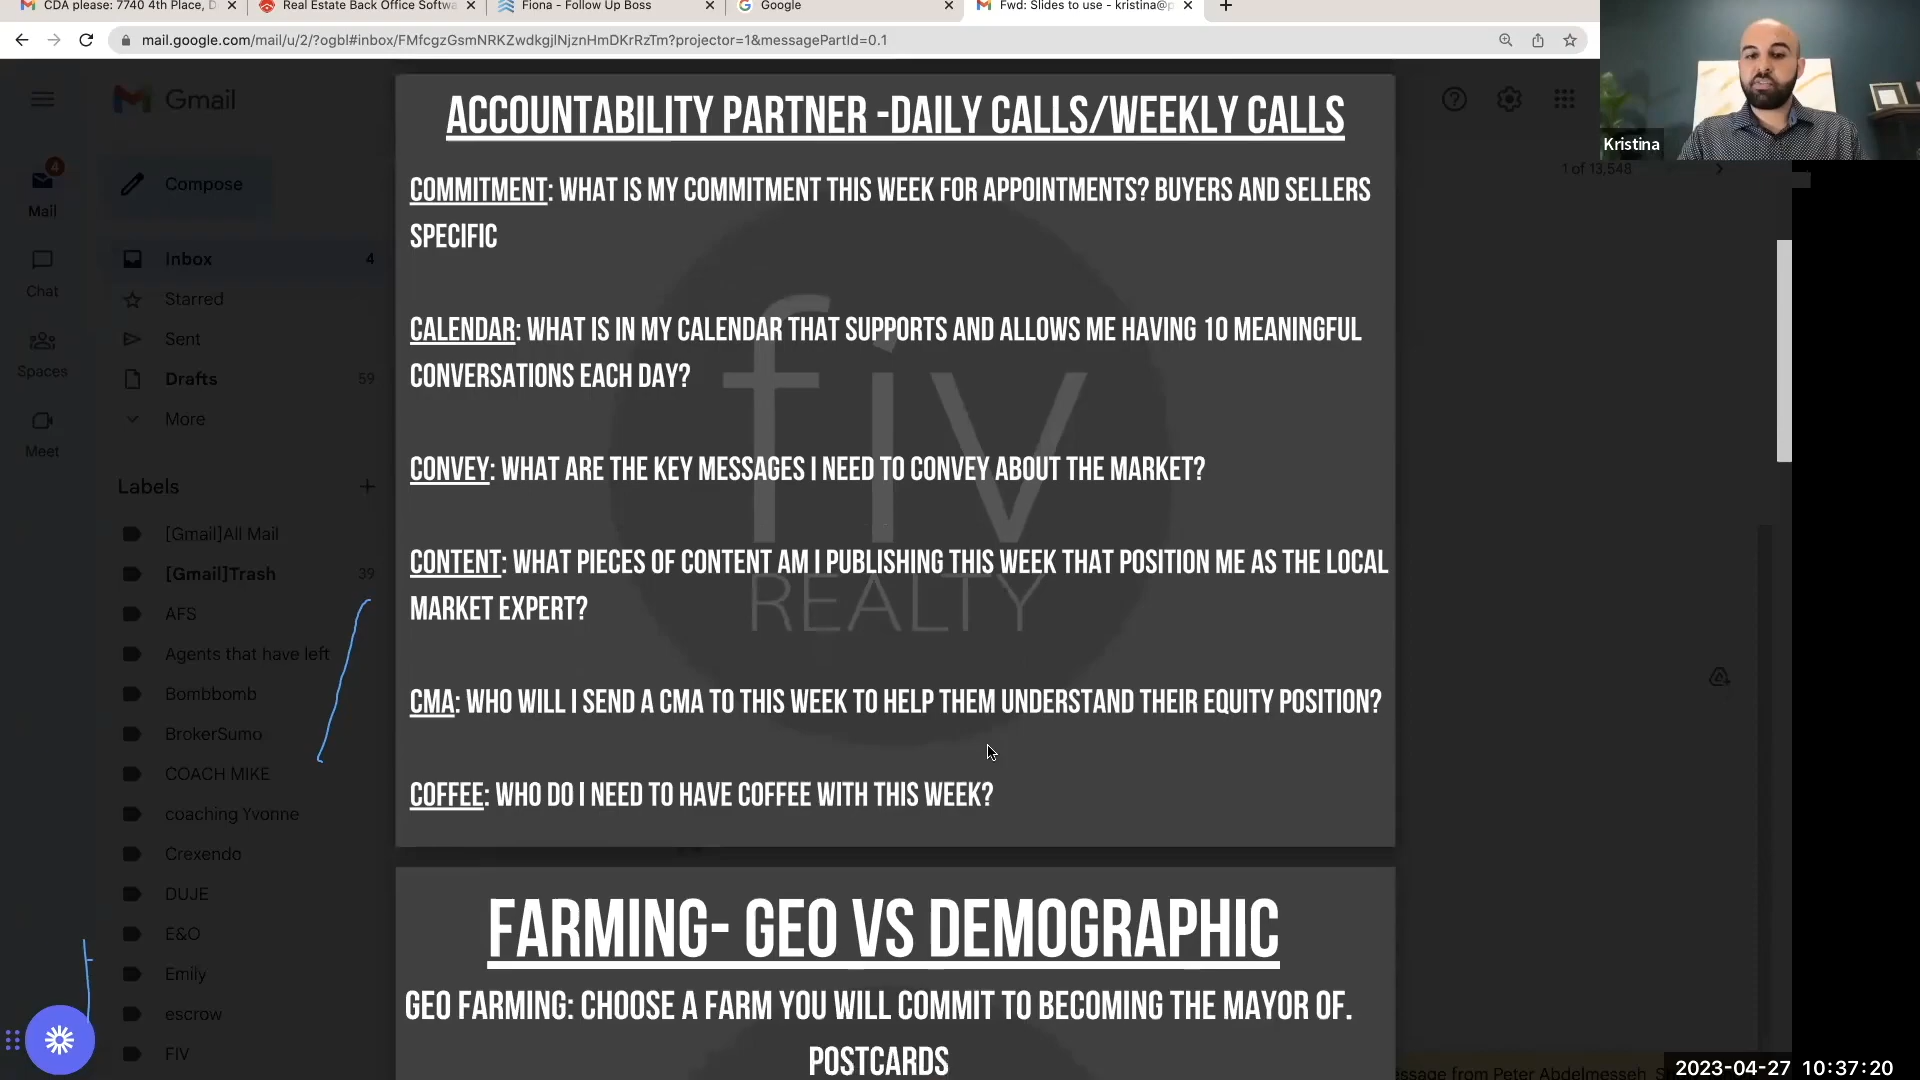 CDA please: 7740 4th Place, D
Real Estate Back Office Softwa
Fiona - Follow Up Boss
Google
Fwd: Slides to use - kristina@p
mail.google.com/mail/u/2/?ogbl#inbox/FMfcgzGsmNRKZwdkgjlNjznHmDKrRzTm?projector=1&messagePartId=0.1
Gmail
Compose
4
Mail
Chat
Spaces
Meet
Inbox 4
Starred
Sent
Drafts 59
More
Labels
[Gmail]All Mail
[Gmail]Trash 39
AFS
Agents that have left
Bombbomb
BrokerSumo
COACH MIKE
coaching Yvonne
Crexendo
DUJE
E&O
Emily
escrow
FIV
ACCOUNTABILITY PARTNER -DAILY CALLS/WEEKLY CALLS
COMMITMENT: WHAT IS MY COMMITMENT THIS WEEK FOR APPOINTMENTS? BUYERS AND SELLERS
SPECIFIC
CALENDAR: WHAT IS IN MY CALENDAR THAT SUPPORTS AND ALLOWS ME HAVING 10 MEANINGFUL
CONVERSATIONS EACH DAY?
CONVEY: WHAT ARE THE KEY MESSAGES I NEED TO CONVEY ABOUT THE MARKET?
CONTENT: WHAT PIECES OF CONTENT AM I PUBLISHING THIS WEEK THAT POSITION ME AS THE LOCAL
MARKET EXPERT?
CMA: WHO WILL I SEND A CMA TO THIS WEEK TO HELP THEM UNDERSTAND THEIR EQUITY POSITION?
COFFEE: WHO DO I NEED TO HAVE COFFEE WITH THIS WEEK?
fiv
REALTY
FARMING- GEO VS DEMOGRAPHIC
GEO FARMING: CHOOSE A FARM YOU WILL COMMIT TO BECOMING THE MAYOR OF.
POSTCARDS
Kristina
1 of 13,548
message from Peter Abdelmesseh
2023-04-27 10:37:20